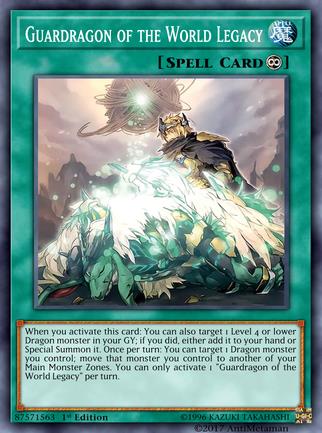 Guardragon of the World Legacy
[Spell Card]
When you activate this card: You can also target 1 Level 4 or lower
Dragon monster in your GY; if you did, either add it to your hand or
Special Summon it. Once per turn: You can target 1 Dragon monster
you control; move that monster you control to another of your
Main Monster Zones. You can only activate 1 "Guardragon of the
World Legacy" per turn.
87571563 1st Edition ©1996 KAZUKI TAKAHASHI
©2017 AntiMetaman